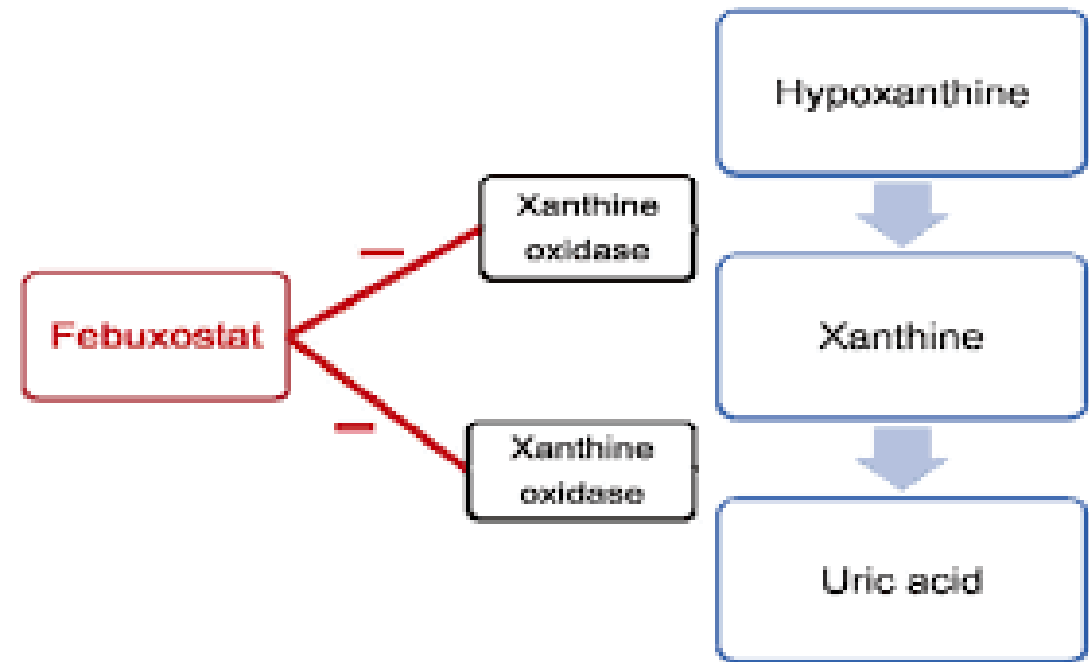 Hypoxanthine
Xanthine
oxidase
Febuxostat
Xanthine
Xanthine
oxidase
Uric acid